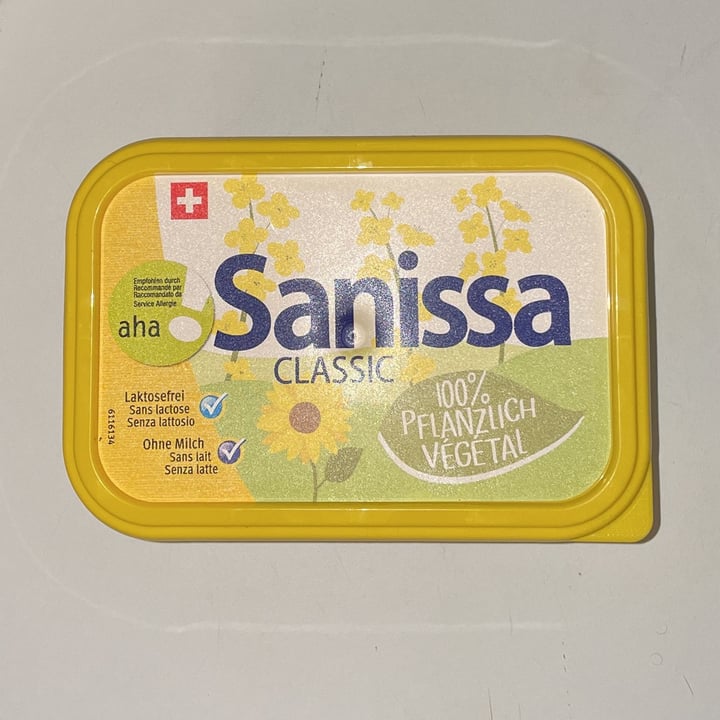 Empfohlen durch
Recommandé par
Raccomandato da
Service Allergie
aha
Sanissa
CLASSIC
Laktosefrei
Sans lactose
Senza lattosio
Ohne Milch
Sans lait
Senza latte
6116134
100%
PFLANZLICH
VÉGÉTAL